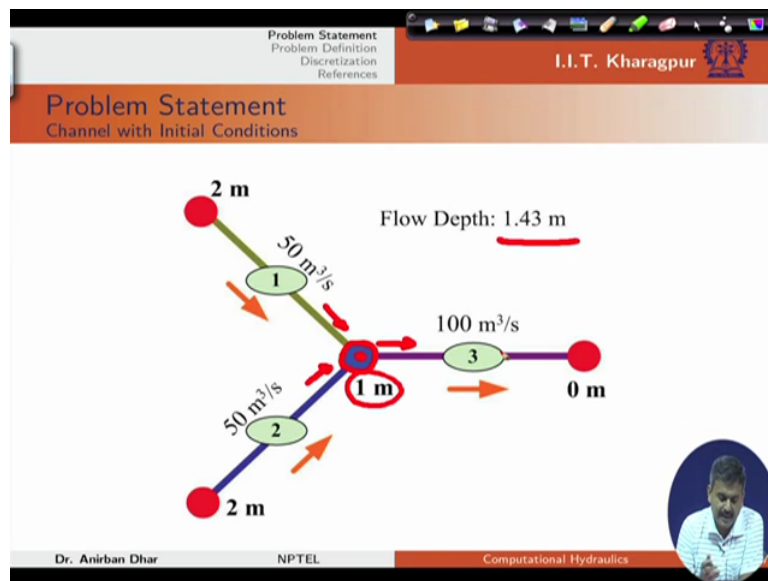 Problem Statement
Problem Definition
Discretization
References
I.I.T. Kharagpur
Problem Statement
Channel with Initial Conditions
2 m
Flow Depth: 1.43 m
50 m³/s
1
100 m³/s
3
1 m
0 m
50 m³/s
2
2 m
Dr. Anirban Dhar
NPTEL
Computational Hydraulics